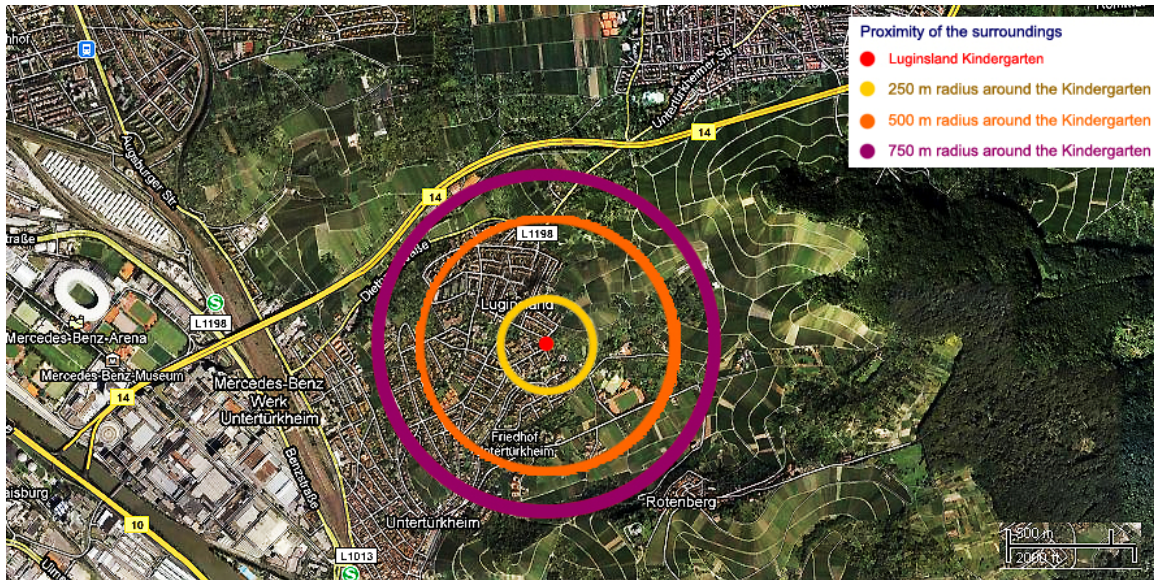 Proximity of the surroundings
Luginsland Kindergarten
250 m radius around the Kindergarten
500 m radius around the Kindergarten
750 m radius around the Kindergarten
Untertürkheimer Str
14
Augsburger Str.
14
L1198
Luginsland
S
L1198
Mercedes-Benz-Arena
Mercedes-Benz-Museum
14
Mercedes-Benz
Werk
Untertürkheim
Benzstraße
Friedhof
Untertürkheim
Rotenberg
Untertürkheim
10
L1013
S
2000 ft